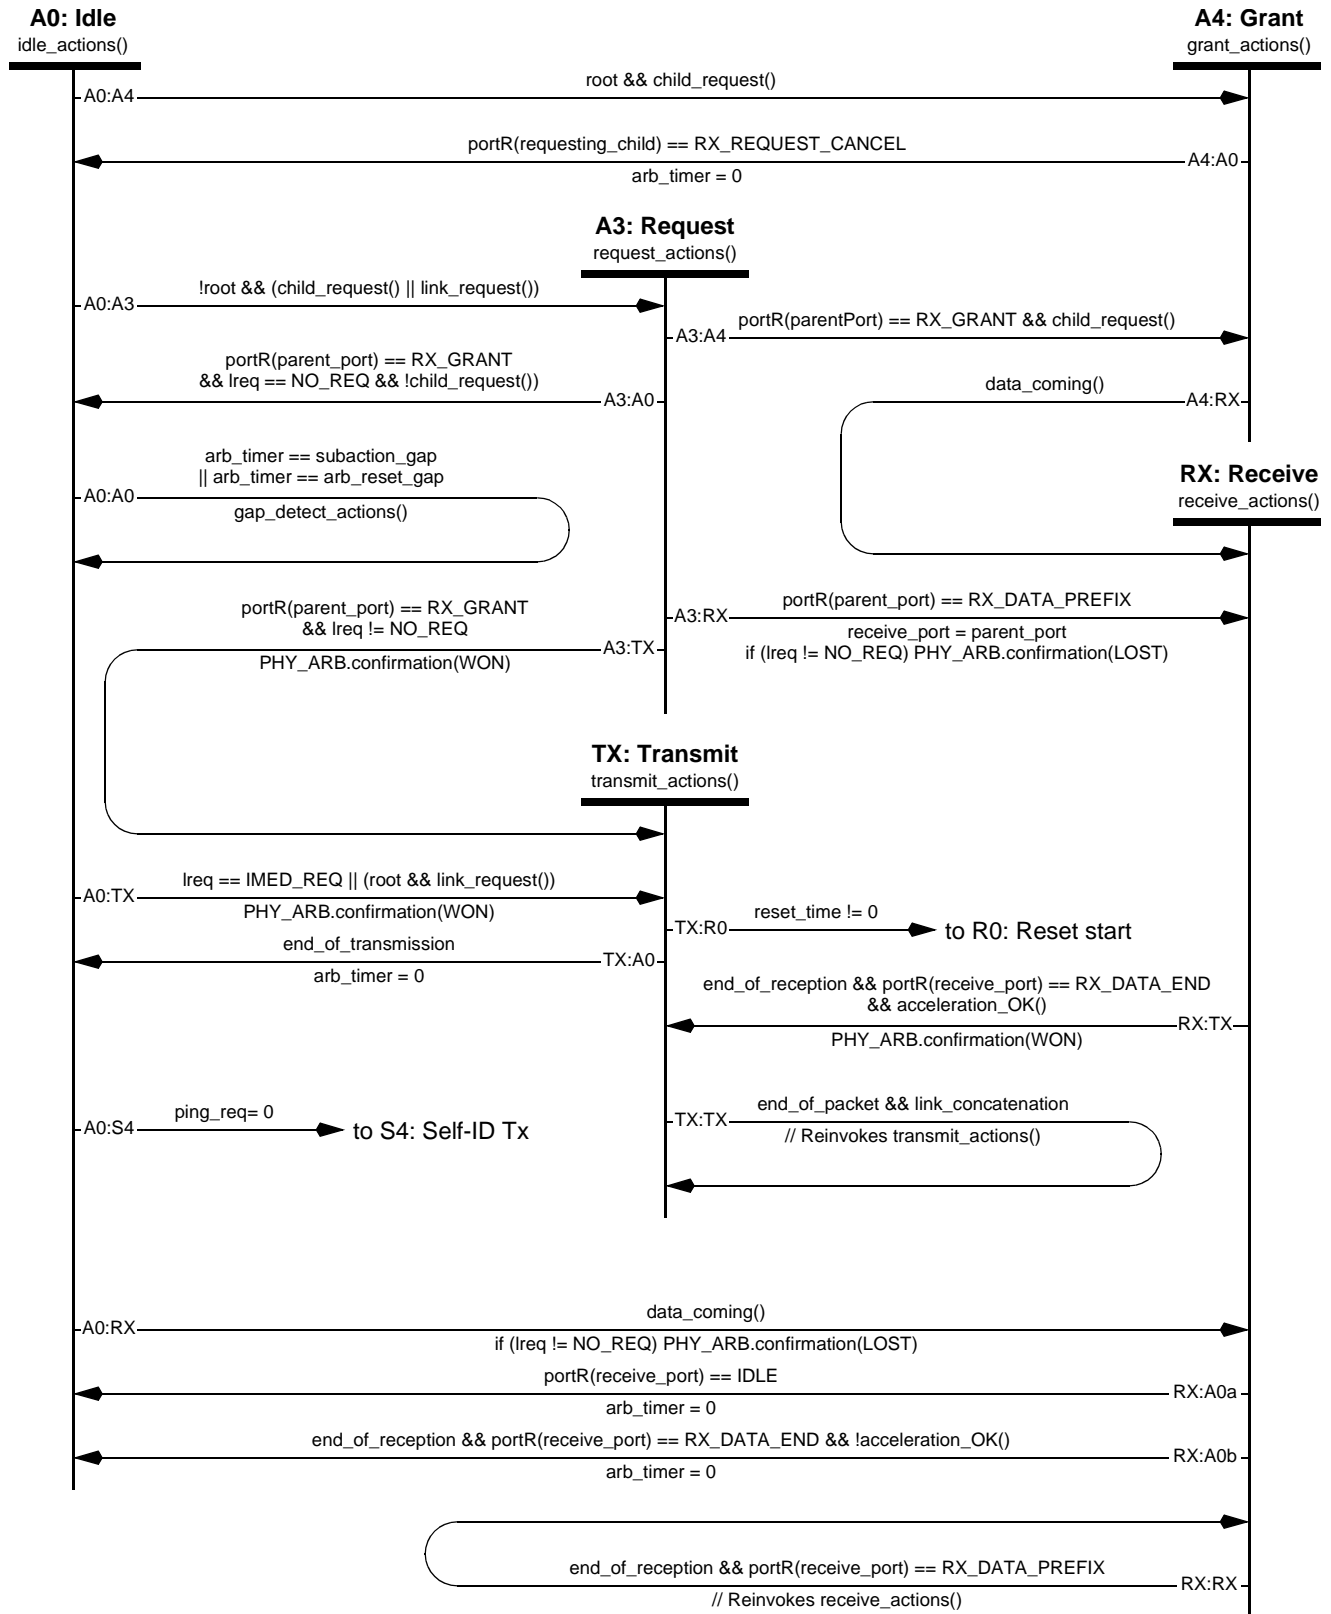 A0: Idle
idle_actions()
A4: Grant
grant_actions()
root && child_request()
A0:A4
portR(requesting_child) == RX_REQUEST_CANCEL
A4:A0
arb_timer = 0
A3: Request
request_actions()
!root && (child_request() || link_request())
A0:A3
portR(parentPort) == RX_GRANT && child_request()
A3:A4
portR(parent_port) == RX_GRANT
&& lreq == NO_REQ && !child_request())
A3:A0
data_coming()
A4:RX
arb_timer == subaction_gap
|| arb_timer == arb_reset_gap
A0:A0
gap_detect_actions()
RX: Receive
receive_actions()
portR(parent_port) == RX_GRANT
&& lreq != NO_REQ
A3:TX
PHY_ARB.confirmation(WON)
portR(parent_port) == RX_DATA_PREFIX
A3:RX
receive_port = parent_port
if (lreq != NO_REQ) PHY_ARB.confirmation(LOST)
TX: Transmit
transmit_actions()
lreq == IMED_REQ || (root && link_request())
A0:TX
PHY_ARB.confirmation(WON)
reset_time != 0
TX:R0
to R0: Reset start
end_of_transmission
TX:A0
arb_timer = 0
end_of_reception && portR(receive_port) == RX_DATA_END
&& acceleration_OK()
RX:TX
PHY_ARB.confirmation(WON)
ping_req= 0
A0:S4
to S4: Self-ID Tx
end_of_packet && link_concatenation
TX:TX
// Reinvokes transmit_actions()
data_coming()
A0:RX
if (lreq != NO_REQ) PHY_ARB.confirmation(LOST)
portR(receive_port) == IDLE
RX:A0a
arb_timer = 0
end_of_reception && portR(receive_port) == RX_DATA_END && !acceleration_OK()
RX:A0b
arb_timer = 0
end_of_reception && portR(receive_port) == RX_DATA_PREFIX
RX:RX
// Reinvokes receive_actions()